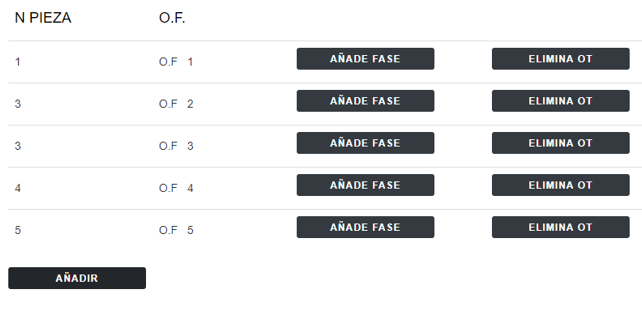 N PIEZA O.F.
1 O.F 1 AÑADE FASE ELIMINA OT
3 O.F 2 AÑADE FASE ELIMINA OT
3 O.F 3 AÑADE FASE ELIMINA OT
4 O.F 4 AÑADE FASE ELIMINA OT
5 O.F 5 AÑADE FASE ELIMINA OT
AÑADIR